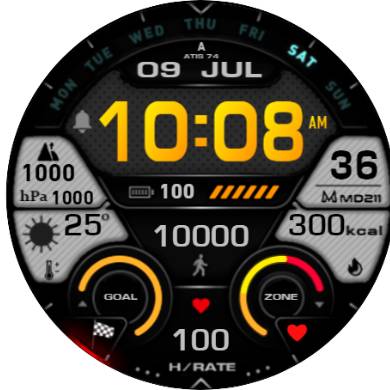 MON TUE WED THU FRI SAT SUN
A
ATIS 74
09 JUL
10:08 AM
1000
hPa 1000
100
36
MD211
25°
10000
300kcal
GOAL
ZONE
100
H/RATE